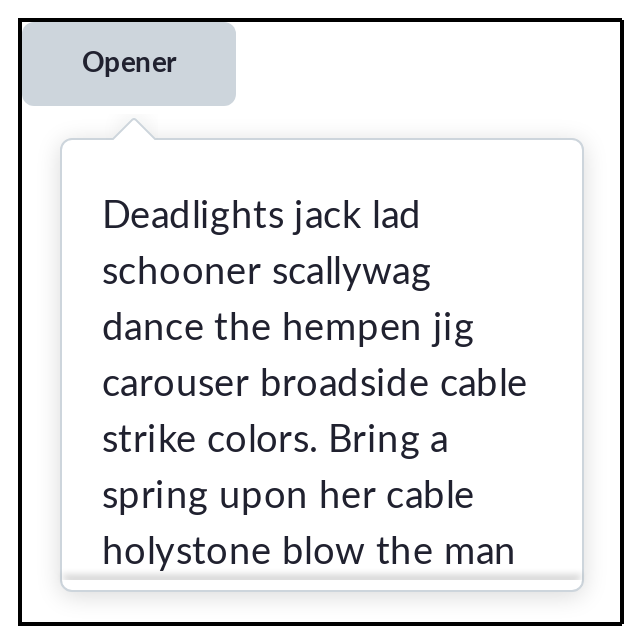 Opener
Deadlights jack lad
schooner scallywag
dance the hempen jig
carouser broadside cable
strike colors. Bring a
spring upon her cable
holystone blow the man